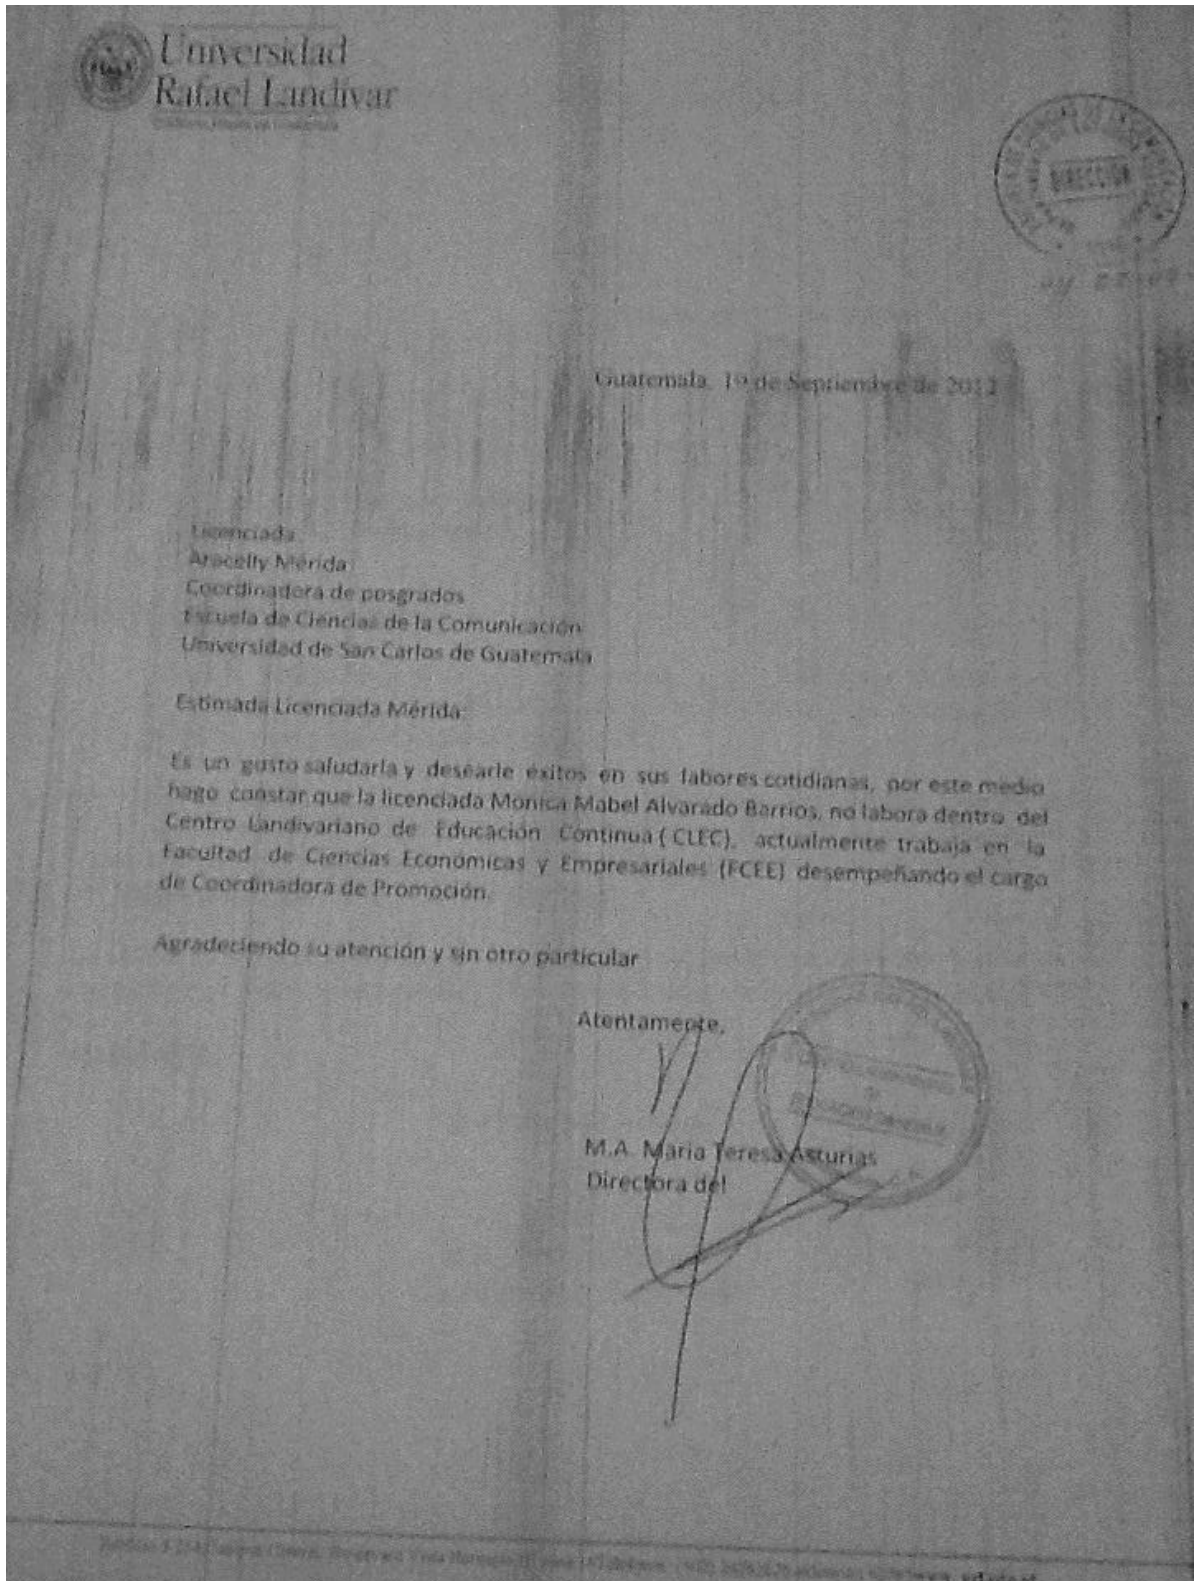 Universidad
Rafael Landívar
DIRECCION
Guatemala, 19 de Septiembre de 2012
Licenciada
Aracelly Mérida
Coordinadora de posgrados
Escuela de Ciencias de la Comunicación
Universidad de San Carlos de Guatemala
Estimada Licenciada Mérida:
Es un gusto saludarla y desearle éxitos en sus labores cotidianas, por este medio
hago constar que la licenciada Monica Mabel Alvarado Barrios, no labora dentro del
Centro Landivariano de Educación Continua ( CLEC), actualmente trabaja en la
Facultad de Ciencias Económicas y Empresariales (FCEE) desempeñando el cargo
de Coordinadora de Promoción.
Agradeciendo su atención y sin otro particular
Atentamente,
M.A. Maria Teresa Asturias
Directora del